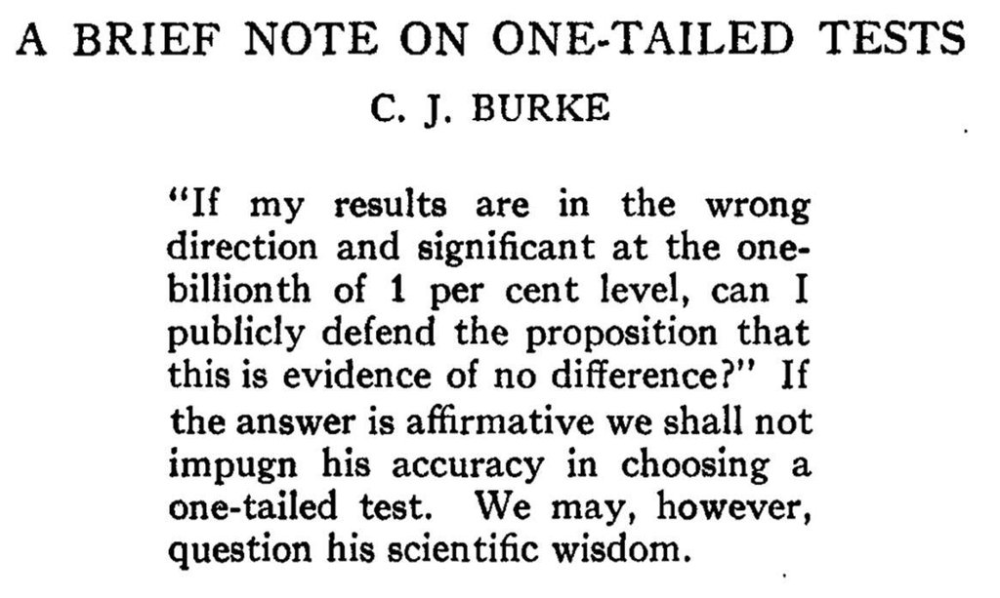 A BRIEF NOTE ON ONE-TAILED TESTS
C. J. BURKE
"If my results are in the wrong
direction and significant at the one-
billionth of 1 per cent level, can I
publicly defend the proposition that
this is evidence of no difference?" If
the answer is affirmative we shall not
impugn his accuracy in choosing a
one-tailed test. We may, however,
question his scientific wisdom.